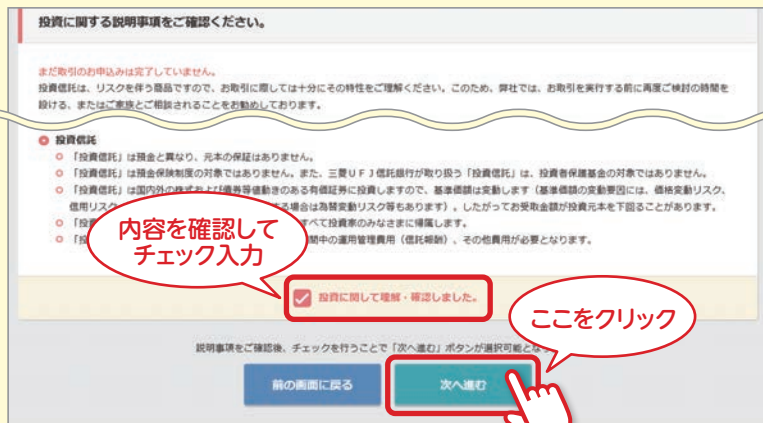 投資に関する説明事項をご確認ください。
まだ取引のお申込みは完了していません。
投資信託は、リスクを伴う商品ですので、お取引に際しては十分にその特性をご理解ください。このため、弊社では、お取引を実行する前に再度ご検討の時間を
設ける、またはご家族とご相談されることをお勧めしております。
投資信託
「投資信託」は預金と異なり、元本の保証はありません。
「投資信託」は預金保険制度の対象ではありません。また、三菱UFJ信託銀行が取り扱う「投資信託」は、投資者保護基金の対象ではありません。
「投資信託」は国内外の株式および債券等値動きのある有価証券に投資しますので、基準価額は変動します（基準価額の変動要因には、価格変動リスク、
信用リスク する場合は為替変動リスク等もあります）。したがってお受取金額が投資元本を下回ることがあります。
「投 すべて投資家のみなさまに帰属します。
「投 間中の運用管理費用（信託報酬）、その他費用が必要となります。
内容を確認して
チェック入力
投資に関して理解・確認しました。
ここをクリック
説明事項をご確認後、チェックを行うことで「次へ進む」ボタンが選択可能とな
前の画面に戻る
次へ進む